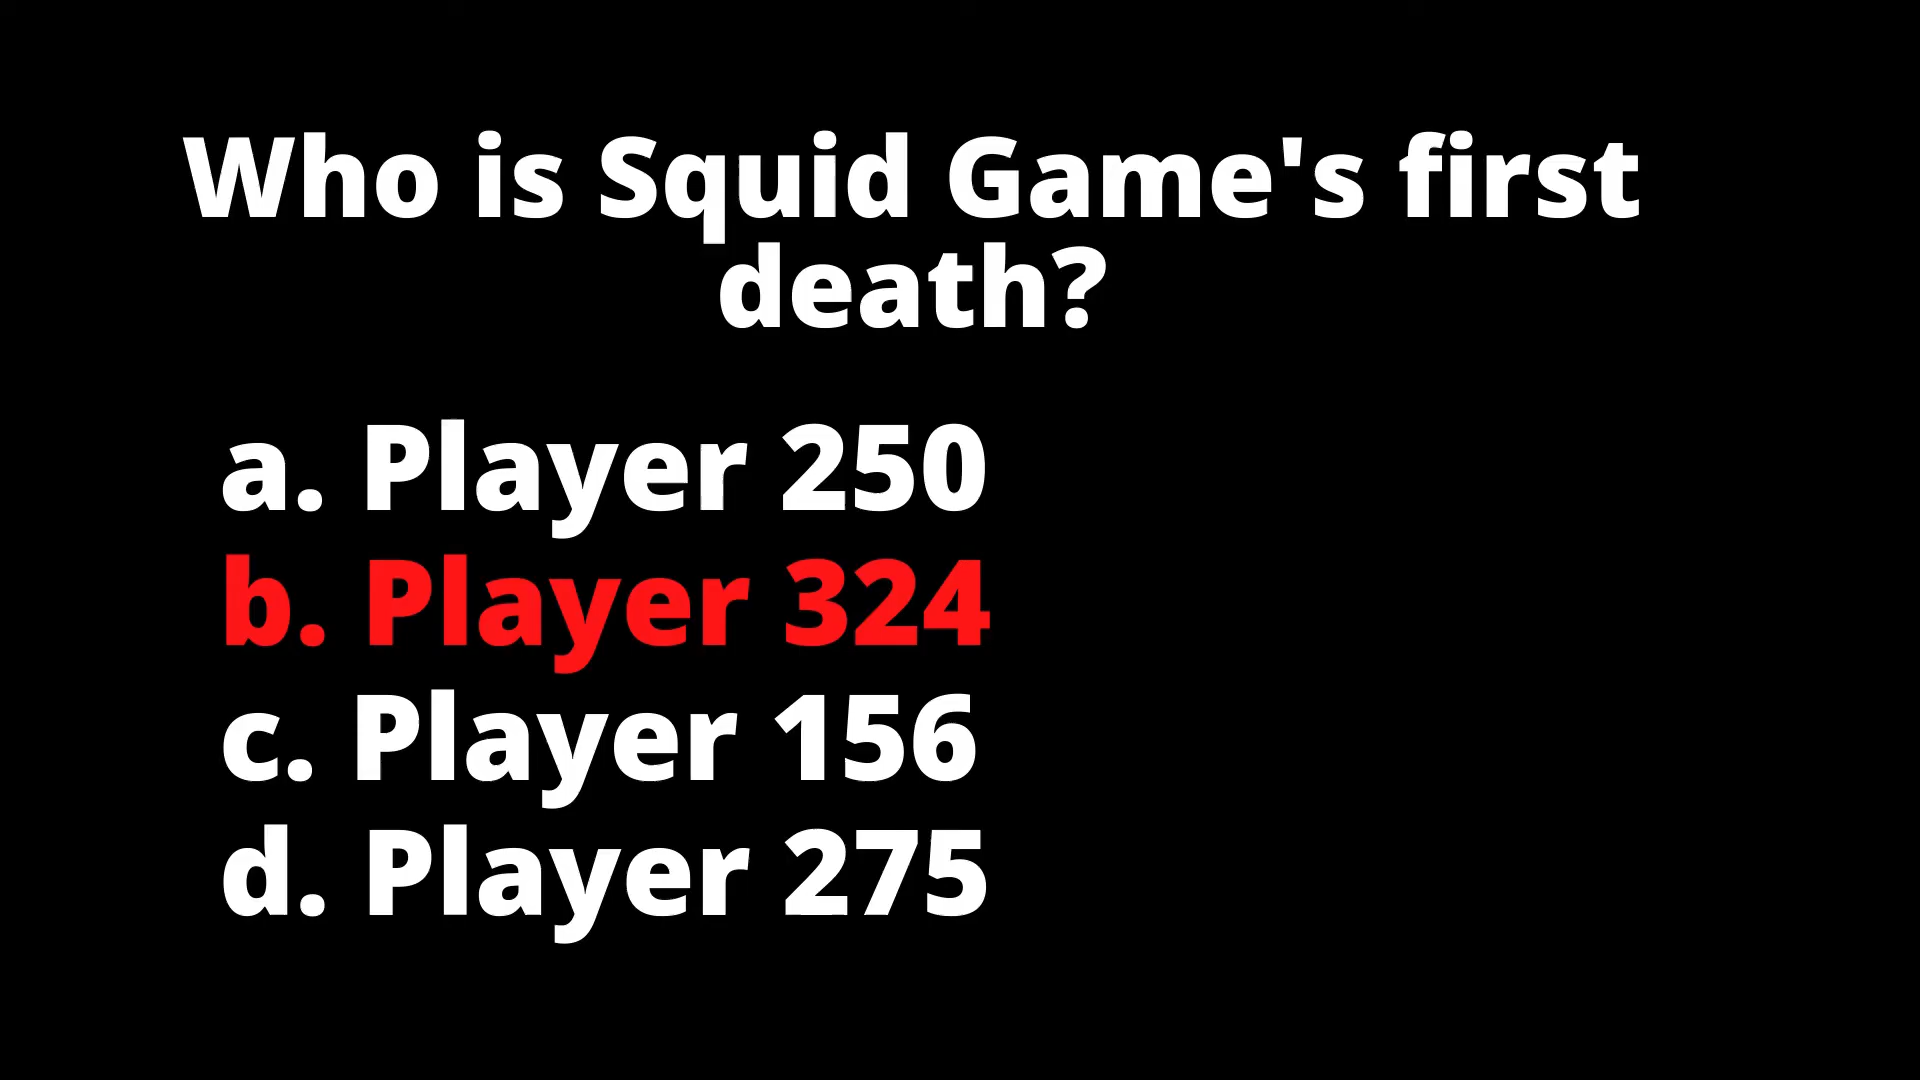 Who is Squid Game's first
death?
a. Player 250
b. Player 324
c. Player 156
d. Player 275